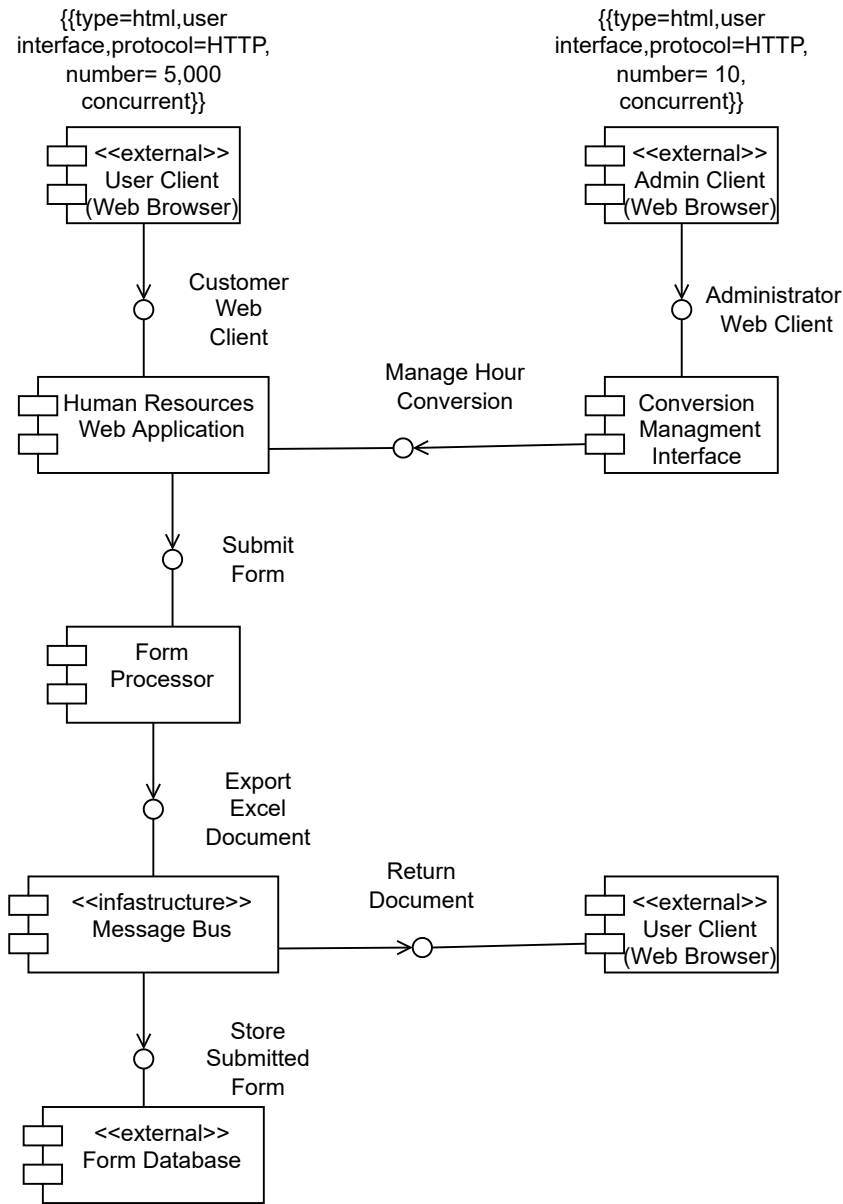 {{type=html,user
interface,protocol=HTTP,
number= 5,000
concurrent}}
{{type=html,user
interface,protocol=HTTP,
number= 10,
concurrent}}
<<external>>
User Client
(Web Browser)
<<external>>
Admin Client
(Web Browser)
Customer
Web
Client
Administrator
Web Client
Human Resources
Web Application
Manage Hour
Conversion
Conversion
Managment
Interface
Submit
Form
Form
Processor
Export
Excel
Document
<<infastructure>>
Message Bus
Return
Document
<<external>>
User Client
(Web Browser)
Store
Submitted
Form
<<external>>
Form Database